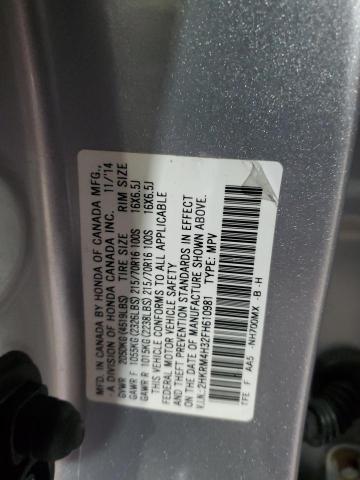 MFD. IN CANADA BY HONDA OF CANADA MFG.,
A DIVISION OF HONDA CANADA INC. 11/'14
TIRE SIZE RIM SIZE
GVWR 2050KG(4519LBS)
GAWR F 1055KG(2326LBS) 215/70R16 100S 16X6.5J
GAWR R 1015KG(2238LBS) 215/70R16 100S 16X6.5J
THIS VEHICLE CONFORMS TO ALL APPLICABLE
FEDERAL MOTOR VEHICLE SAFETY
AND THEFT PREVENTION STANDARDS IN EFFECT
ON THE DATE OF MANUFACTURE SHOWN ABOVE.
V.I.N: 2HKRM4H32FH610981 TYPE: MPV
TFE F AA5 -NH700MX -B -H